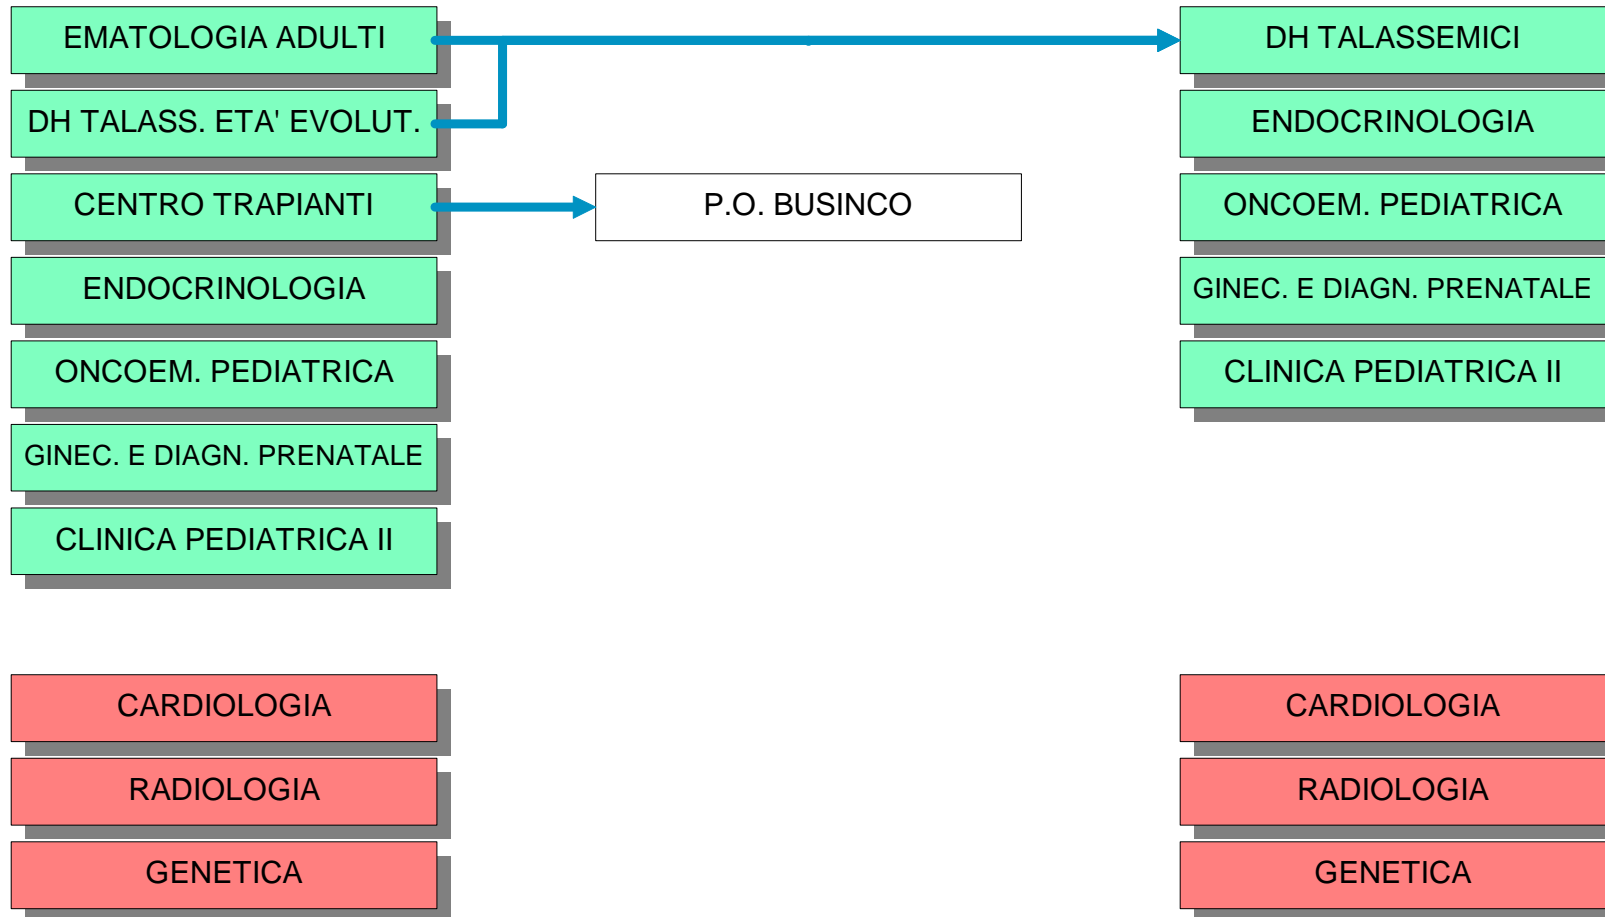 EMATOLOGIA ADULTI
DH TALASS. ETA' EVOLUT.
CENTRO TRAPIANTI
ENDOCRINOLOGIA
ONCOEM. PEDIATRICA
GINEC. E DIAGN. PRENATALE
CLINICA PEDIATRICA II
CARDIOLOGIA
RADIOLOGIA
GENETICA
P.O. BUSINCO
DH TALASSEMICI
ENDOCRINOLOGIA
ONCOEM. PEDIATRICA
GINEC. E DIAGN. PRENATALE
CLINICA PEDIATRICA II
CARDIOLOGIA
RADIOLOGIA
GENETICA